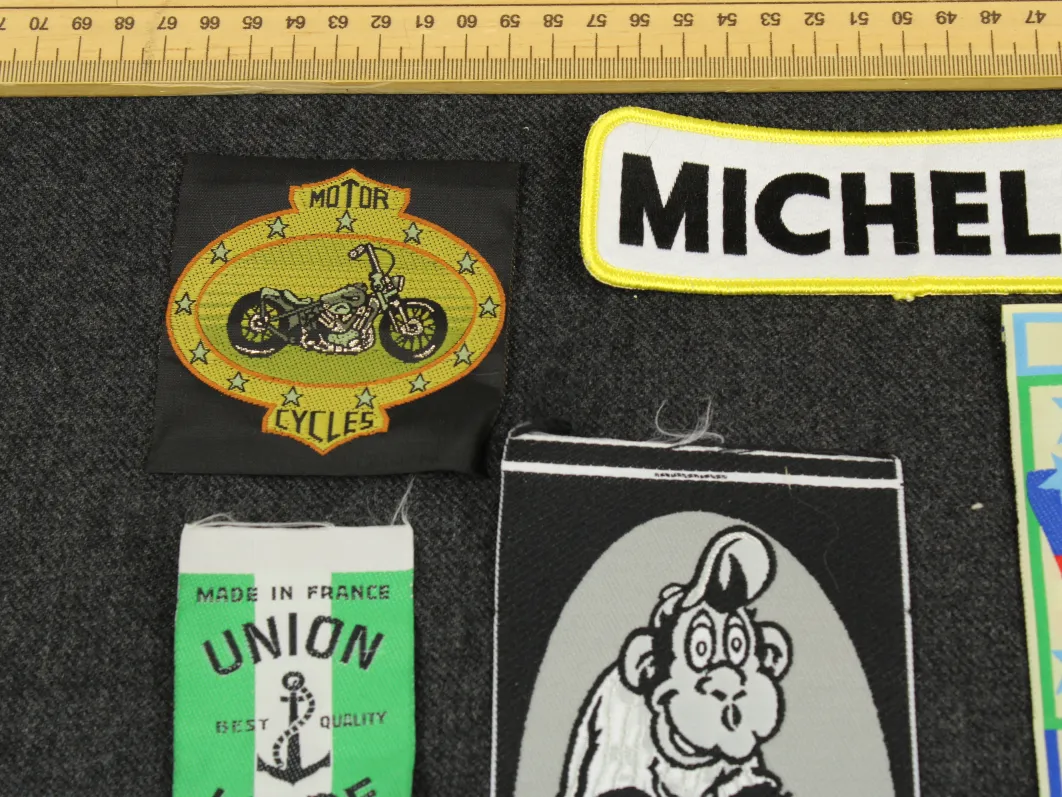 70 69 68 67 66 65 64 63 62 61 60 59 58 57 56 55 54 53 52 51 50 49 48 47
MOTOR
CYCLES
MICHEL
MADE IN FRANCE
UNION
BEST QUALITY